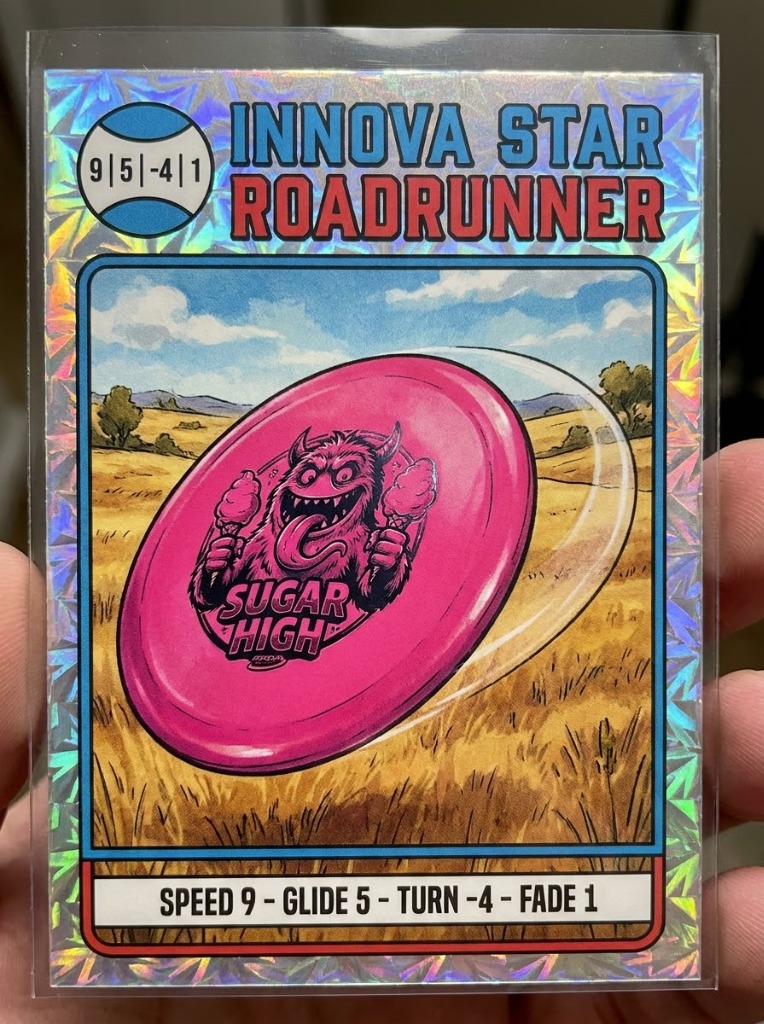 9|5|-4|1
INNOVA STAR
ROADRUNNER
SUGAR
HIGH
SPEED 9 - GLIDE 5 - TURN -4 - FADE 1